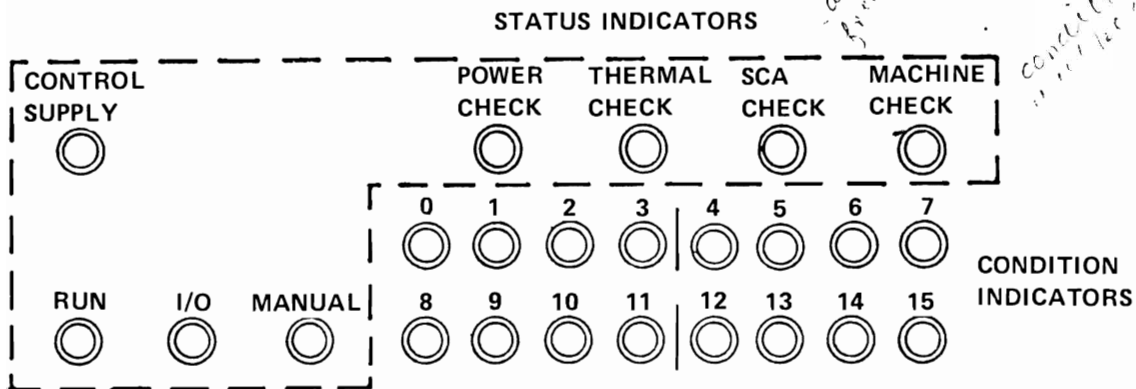 STATUS INDICATORS
CONTROL SUPPLY
POWER CHECK
THERMAL CHECK
SCA CHECK
MACHINE CHECK
0 1 2 3 4 5 6 7
CONDITION INDICATORS
RUN I/O MANUAL
8 9 10 11 12 13 14 15